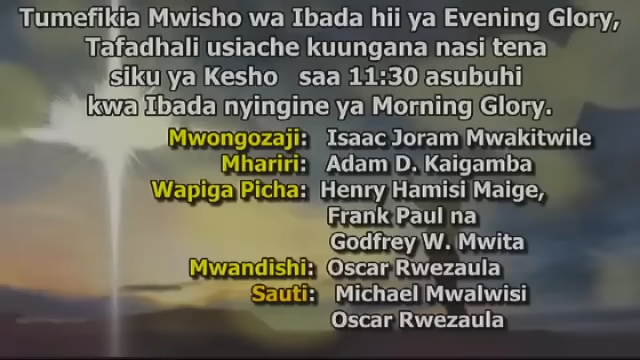 Tumefikia Mwisho wa Ibada hii ya Evening Glory,
Tafadhali usiache kuungana nasi tena
siku ya Kesho saa 11:30 asubuhi
kwa Ibada nyingine ya Morning Glory.
Mwongozaji: Isaac Joram Mwakitwile
Mhariri: Adam D. Kaigamba
Wapiga Picha: Henry Hamisi Maige,
Frank Paul na
Godfrey W. Mwita
Mwandishi: Oscar Rwezaula
Sauti: Michael Mwalwisi
Oscar Rwezaula